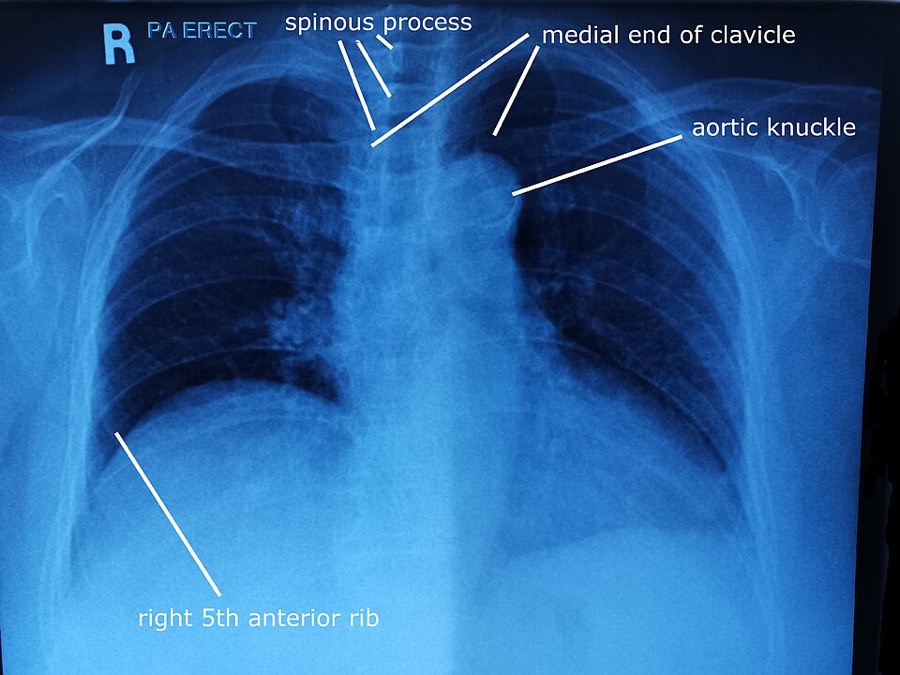 R
PA ERECT
spinous process
medial end of clavicle
aortic knuckle
right 5th anterior rib